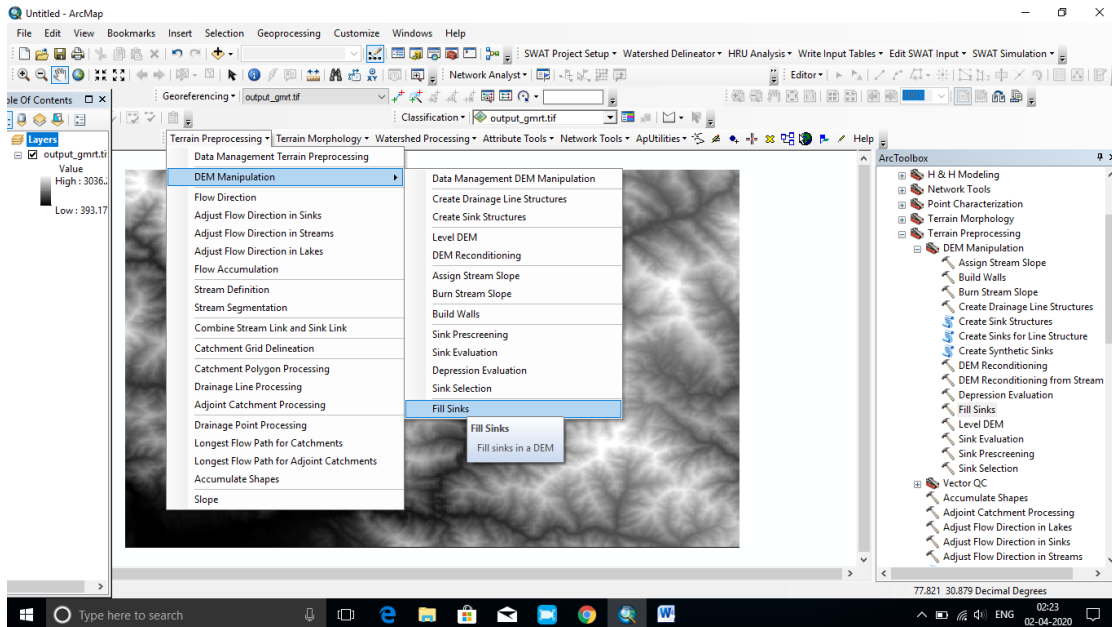 Untitled - ArcMap
File Edit View Bookmarks Insert Selection Geoprocessing Customize Windows Help
SWAT Project Setup Watershed Delineator HRU Analysis Write Input Tables Edit SWAT Input SWAT Simulation
Network Analyst Editor
ble Of Contents
Georeferencing output_gmrt.tif
Classification output_gmrt.tif
Terrain Preprocessing Terrain Morphology Watershed Processing Attribute Tools Network Tools ApUtilities Help
Layers
output_gmrt.ti
Value
High : 3036.
Low : 393.17
Data Management Terrain Preprocessing
DEM Manipulation
Flow Direction
Adjust Flow Direction in Sinks
Adjust Flow Direction in Streams
Adjust Flow Direction in Lakes
Flow Accumulation
Stream Definition
Stream Segmentation
Combine Stream Link and Sink Link
Catchment Grid Delineation
Catchment Polygon Processing
Drainage Line Processing
Adjoint Catchment Processing
Drainage Point Processing
Longest Flow Path for Catchments
Longest Flow Path for Adjoint Catchments
Accumulate Shapes
Slope
Data Management DEM Manipulation
Create Drainage Line Structures
Create Sink Structures
Level DEM
DEM Reconditioning
Assign Stream Slope
Burn Stream Slope
Build Walls
Sink Prescreening
Sink Evaluation
Depression Evaluation
Sink Selection
Fill Sinks
Fill Sinks
Fill sinks in a DEM
ArcToolbox
H & H Modeling
Network Tools
Point Characterization
Terrain Morphology
Terrain Preprocessing
DEM Manipulation
Assign Stream Slope
Build Walls
Burn Stream Slope
Create Drainage Line Structures
Create Sink Structures
Create Sinks for Line Structure
Create Synthetic Sinks
DEM Reconditioning
DEM Reconditioning from Stream
Depression Evaluation
Fill Sinks
Level DEM
Sink Evaluation
Sink Prescreening
Sink Selection
Vector QC
Accumulate Shapes
Adjoint Catchment Processing
Adjust Flow Direction in Lakes
Adjust Flow Direction in Sinks
Adjust Flow Direction in Streams
77.821 30.879 Decimal Degrees
Type here to search
ENG
02:23
02-04-2020